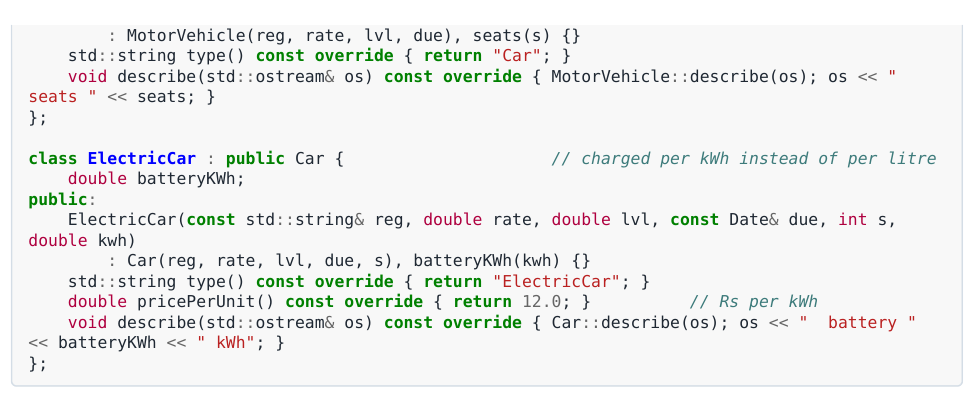 : MotorVehicle(reg, rate, lvl, due), seats(s) {}
    std::string type() const override { return "Car"; }
    void describe(std::ostream& os) const override { MotorVehicle::describe(os); os << "
seats " << seats; }
};

class ElectricCar : public Car {                     // charged per kWh instead of per litre
    double batteryKWh;
public:
    ElectricCar(const std::string& reg, double rate, double lvl, const Date& due, int s,
double kwh)
        : Car(reg, rate, lvl, due, s), batteryKWh(kwh) {}
    std::string type() const override { return "ElectricCar"; }
    double pricePerUnit() const override { return 12.0; }          // Rs per kWh
    void describe(std::ostream& os) const override { Car::describe(os); os << "  battery "
<< batteryKWh << " kWh"; }
};